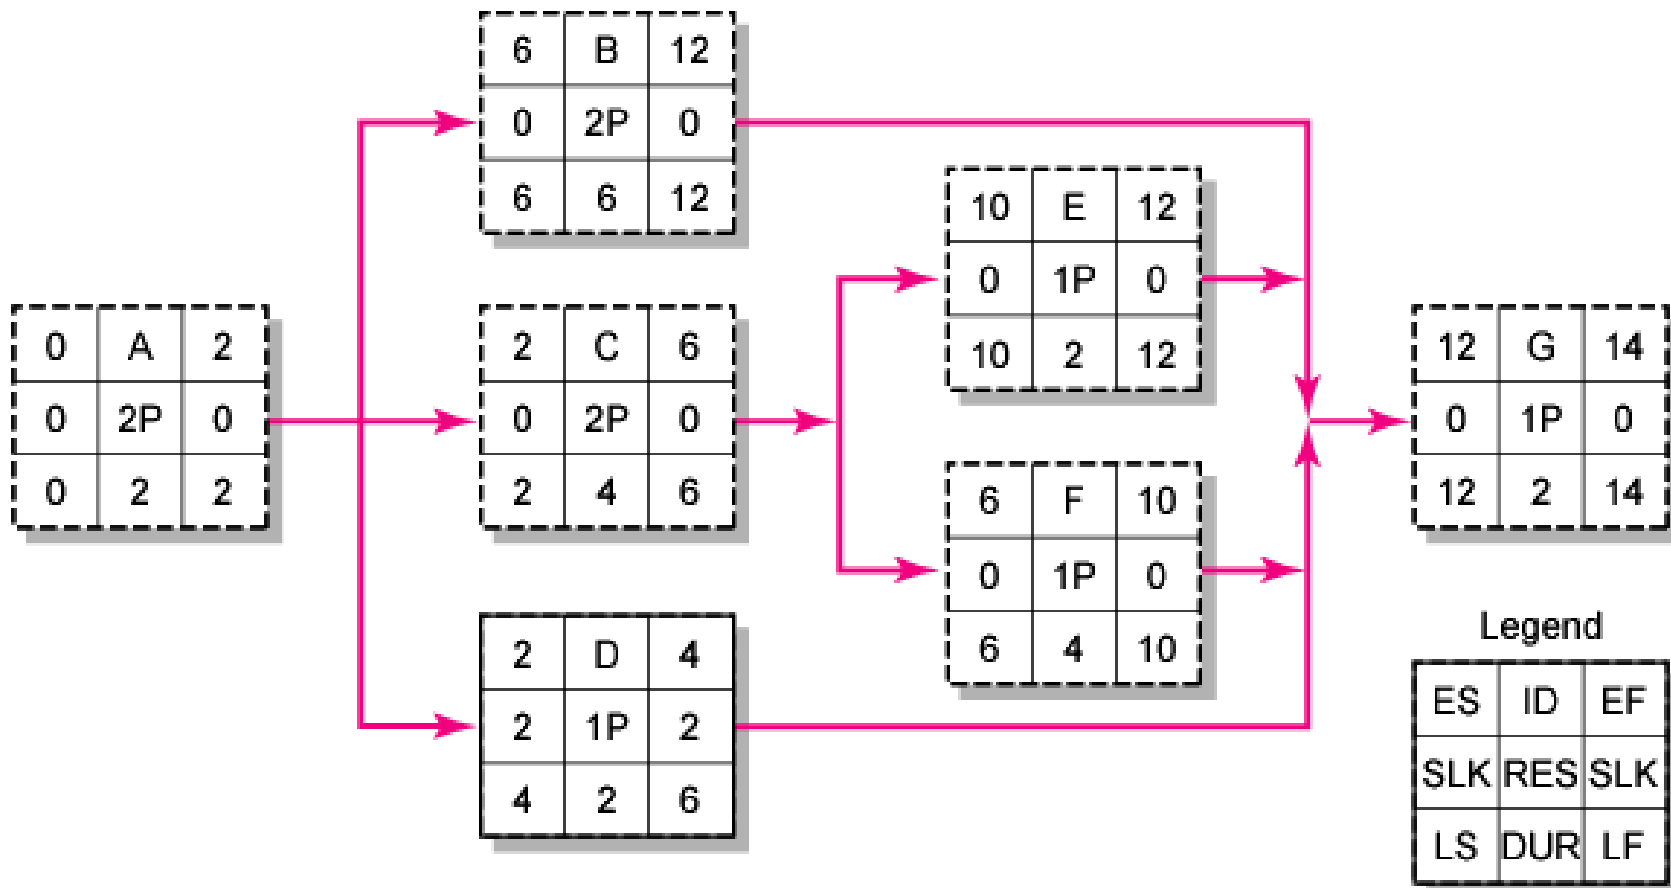 6 B 12
0 2P 0
6 6 12
10 E 12
0 1P 0
10 2 12
0 A 2
0 2P 0
0 2 2
2 C 6
0 2P 0
2 4 6
12 G 14
0 1P 0
12 2 14
6 F 10
0 1P 0
6 4 10
2 D 4
2 1P 2
4 2 6
Legend
ES ID EF
SLK RES SLK
LS DUR LF